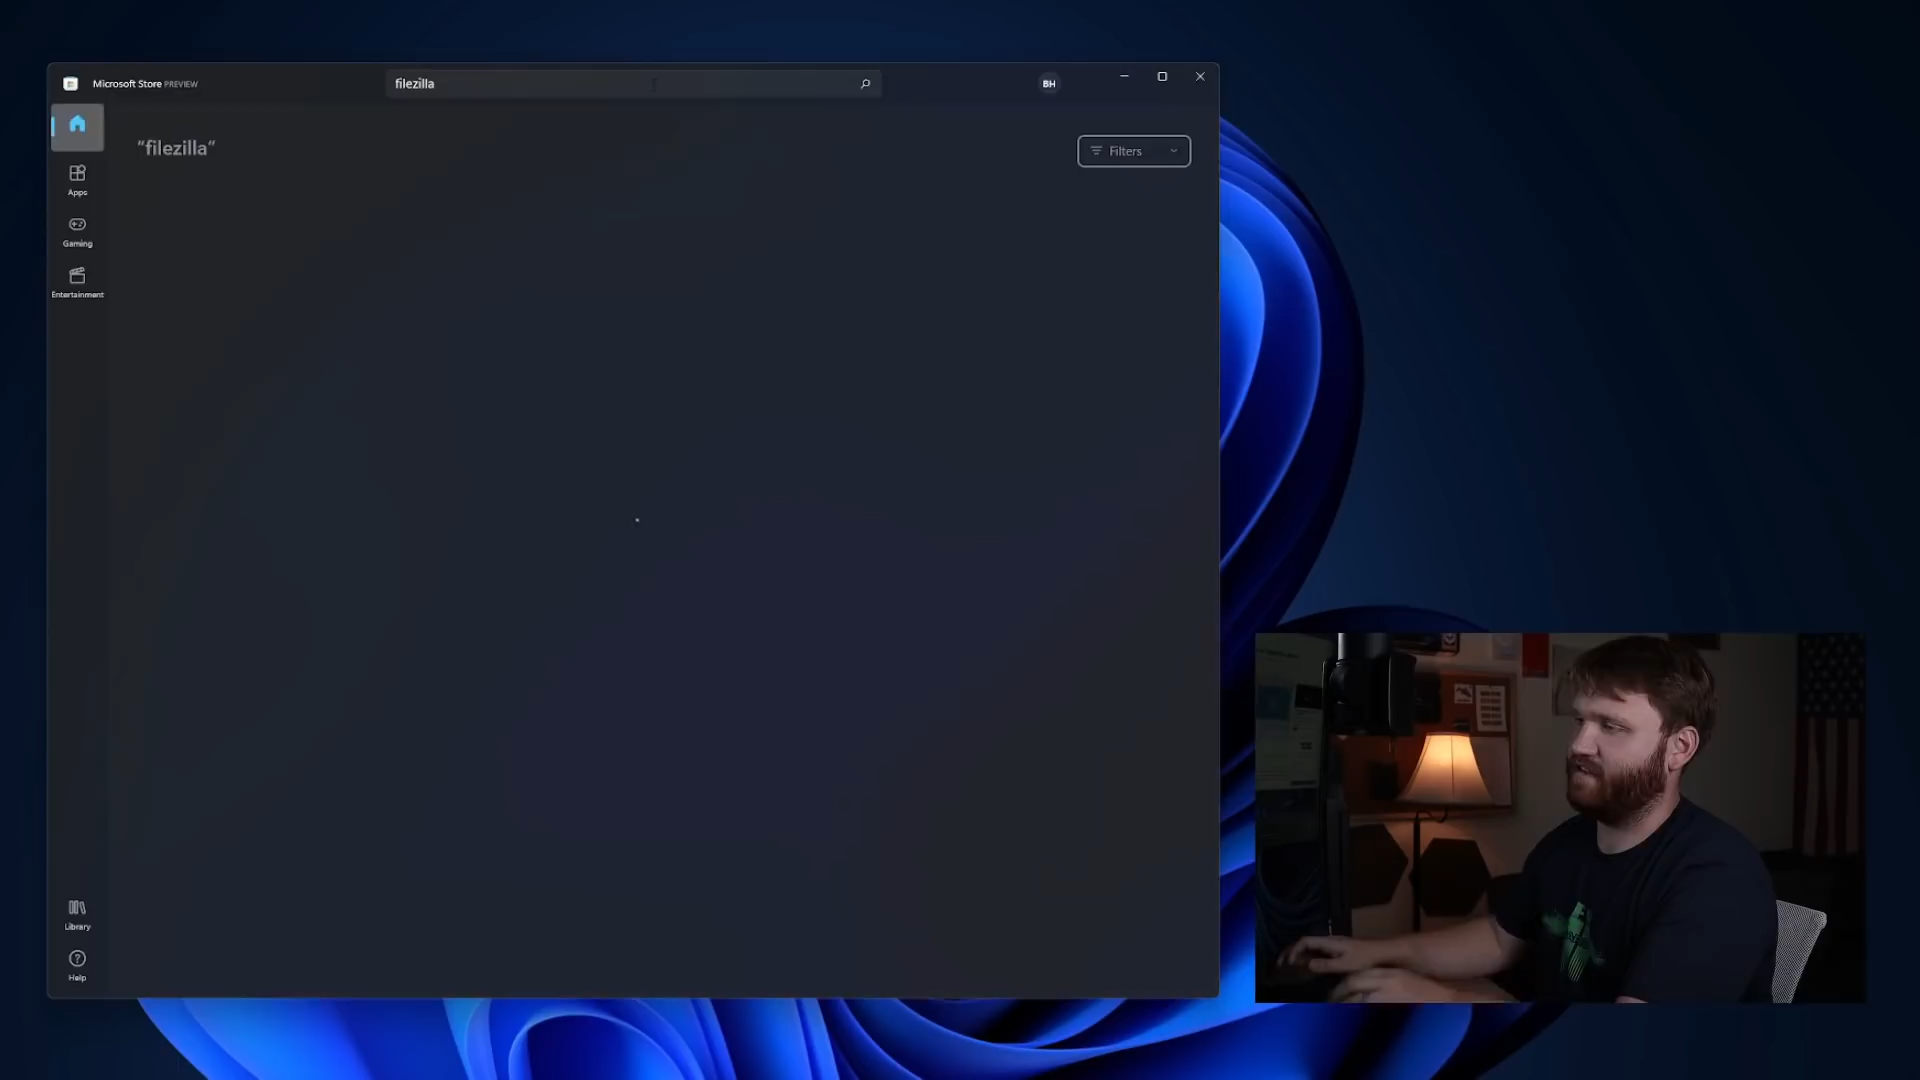 Microsoft Store PREVIEW
filezilla
BH
"filezilla"
Filters
Apps
Gaming
Entertainment
Library
Help